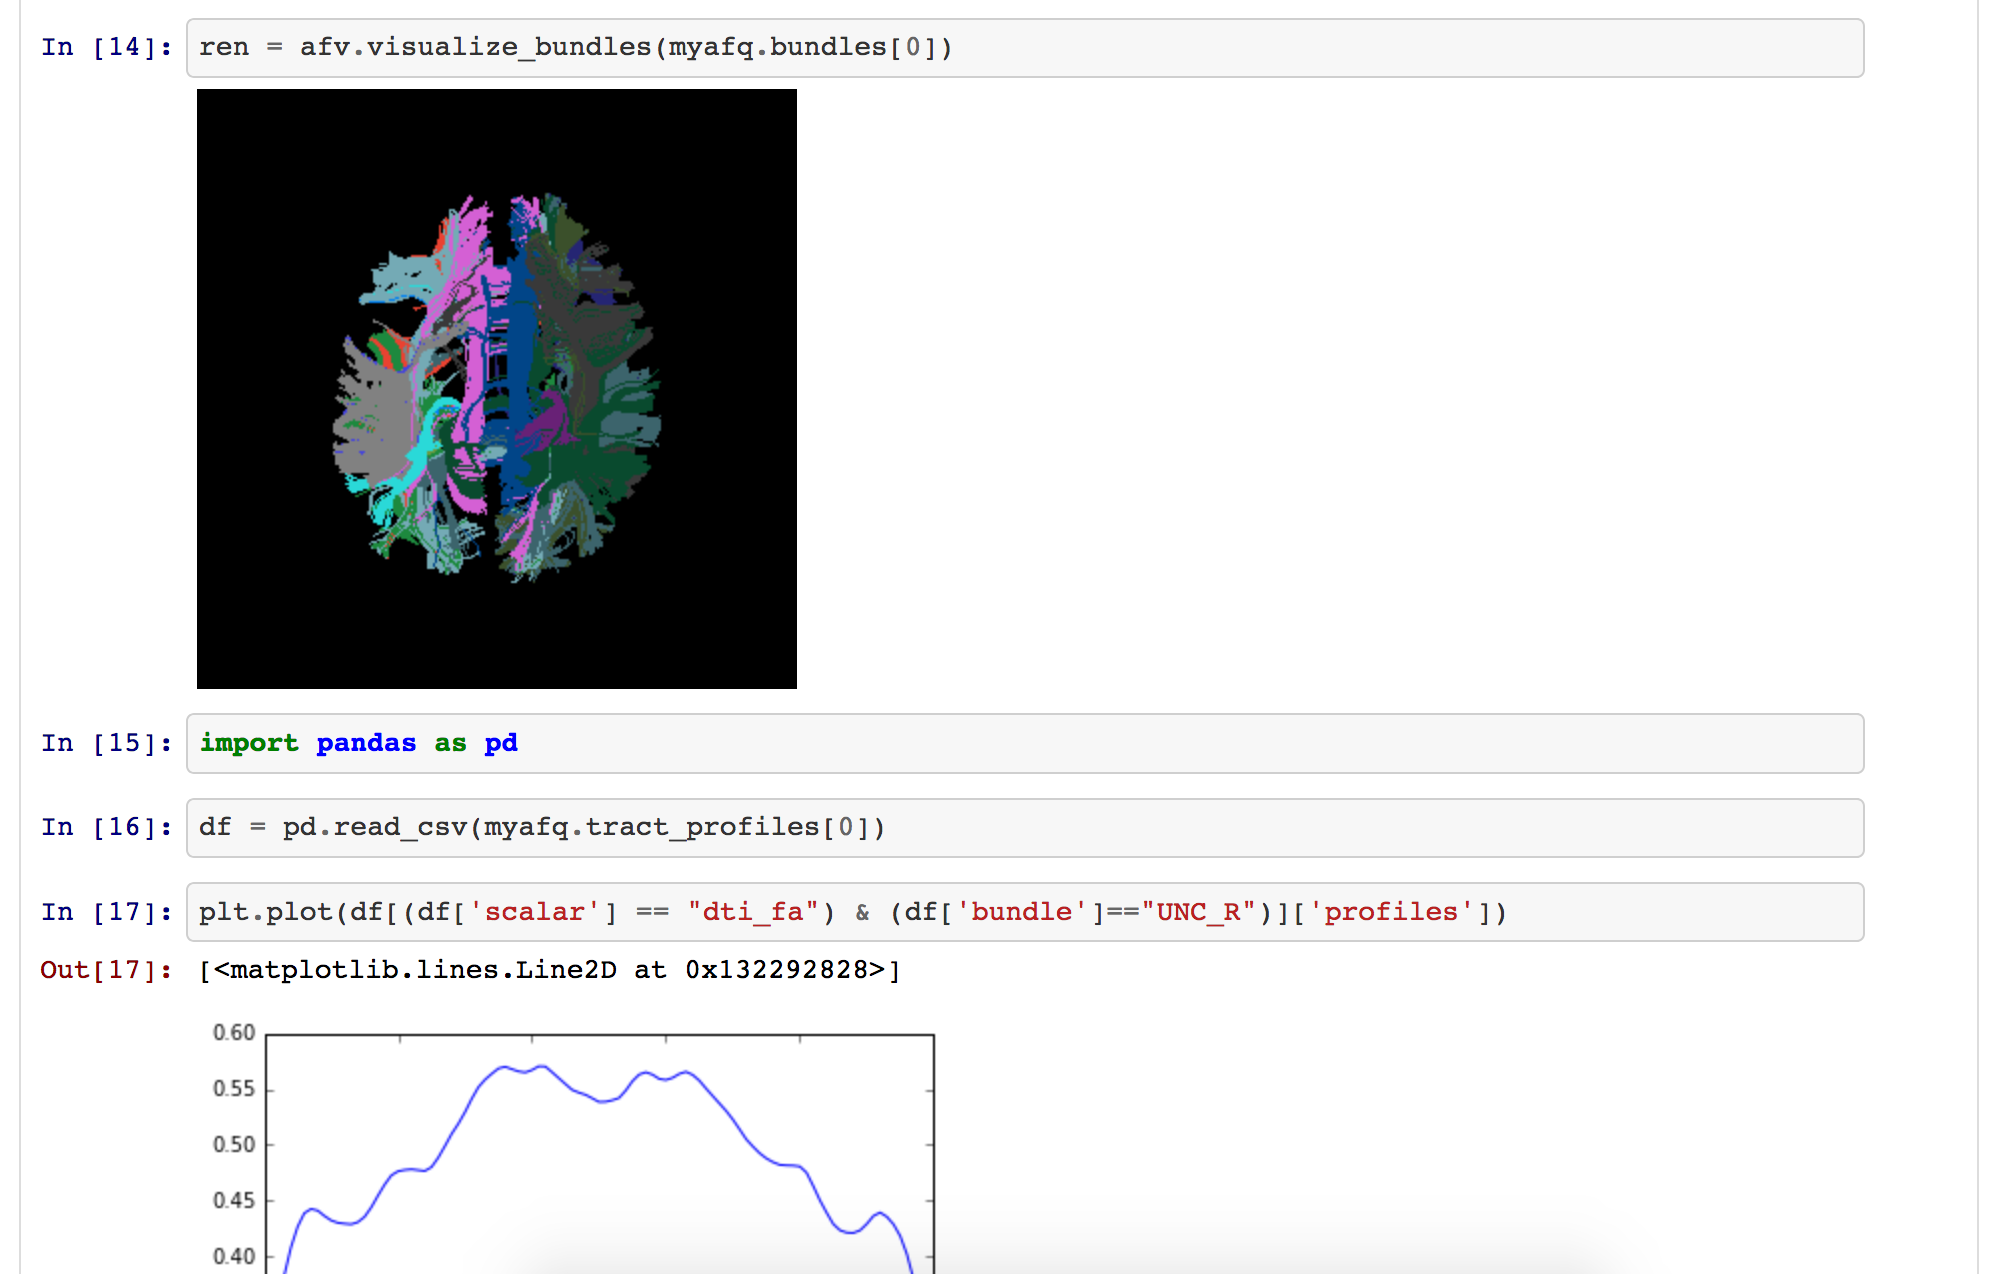 In [14]: ren = afv.visualize_bundles(myafq.bundles[0])
In [15]: import pandas as pd
In [16]: df = pd.read_csv(myafq.tract_profiles[0])
In [17]: plt.plot(df[(df['scalar'] == "dti_fa") & (df['bundle']=="UNC_R")]['profiles'])
Out[17]: [<matplotlib.lines.Line2D at 0x132292828>]
0.60
0.55
0.50
0.45
0.40